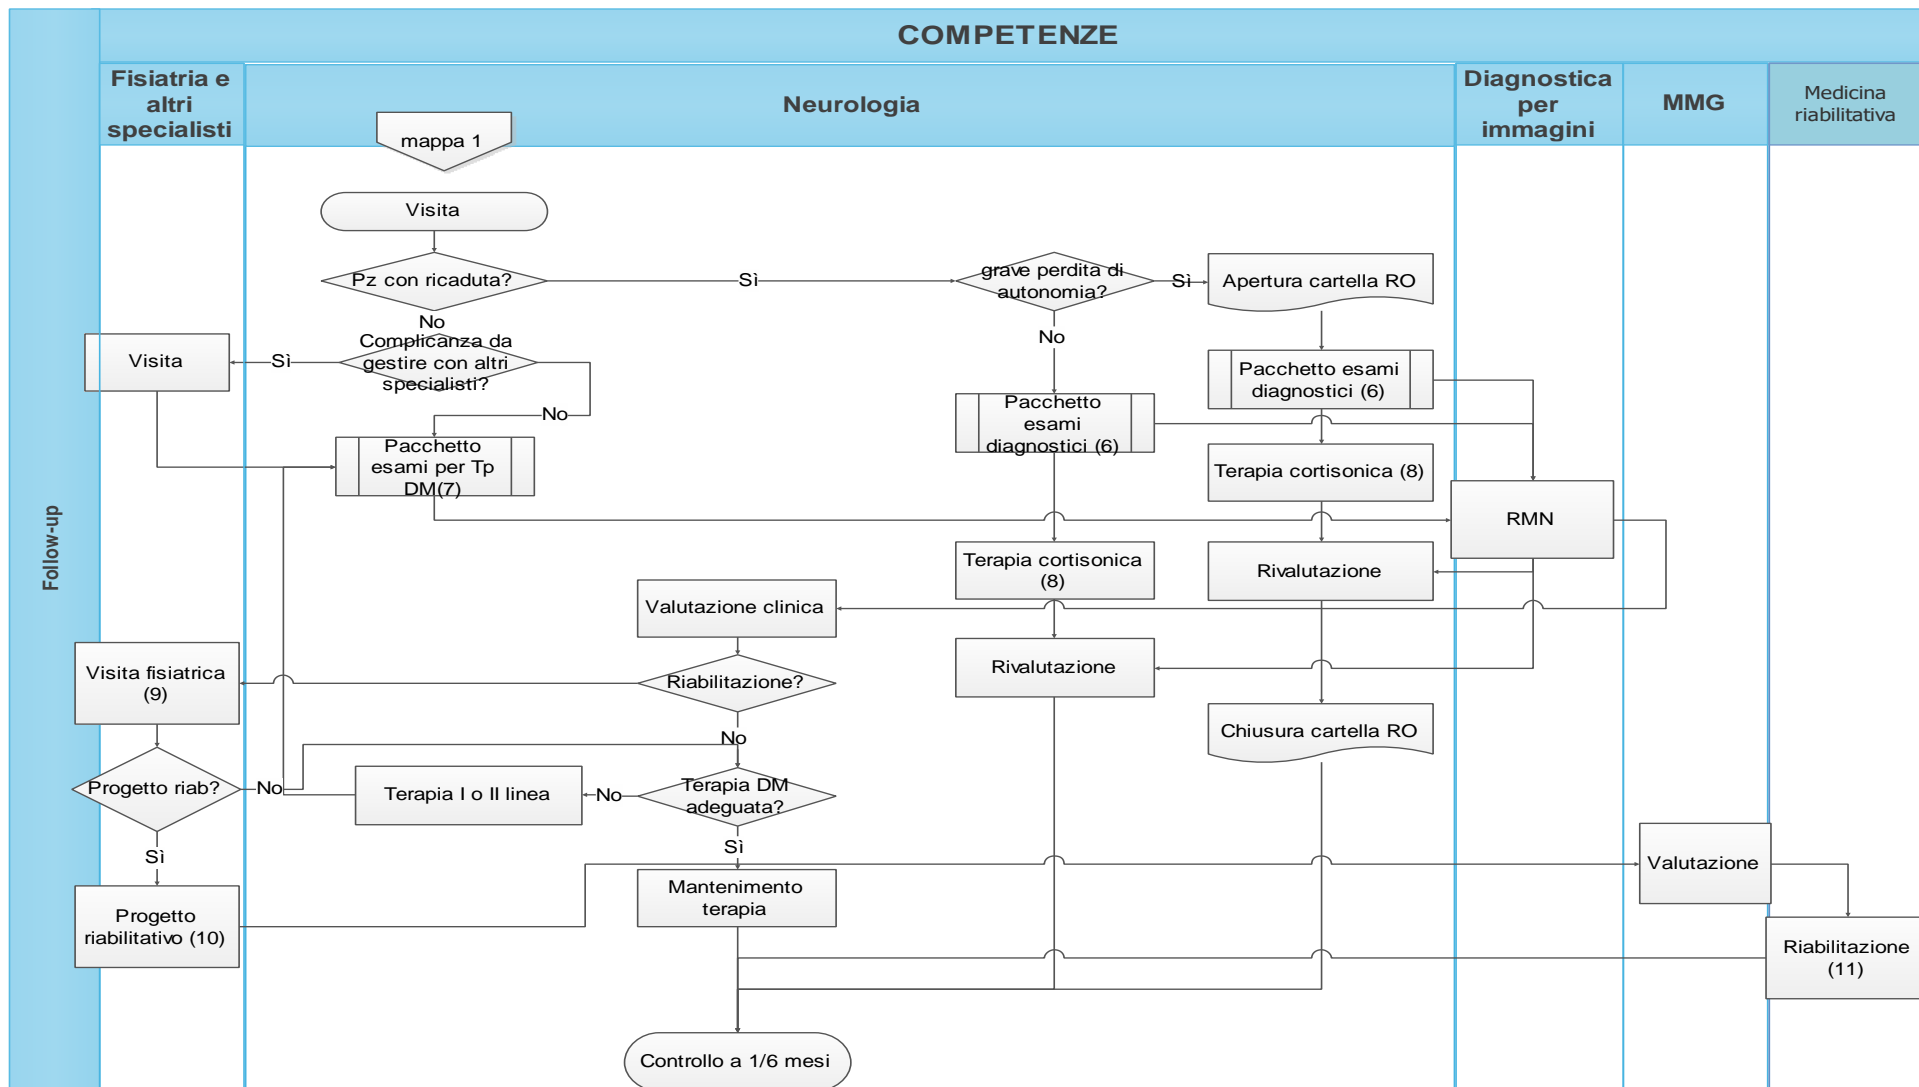 COMPETENZE
Fisiatria e
altri
specialisti
Neurologia
Diagnostica
per
immagini
MMG
Medicina
riabilitativa
Follow-up
mappa 1
Visita
Pz con ricaduta?
Sì
grave perdita di
autonomia?
Sì
Apertura cartella RO
No
No
Visita
Sì
Complicanza da
gestire con altri
specialisti?
No
Pacchetto esami
diagnostici (6)
Pacchetto
esami
diagnostici (6)
Pacchetto
esami per Tp
DM(7)
Terapia cortisonica (8)
RMN
Terapia cortisonica
(8)
Rivalutazione
Valutazione clinica
Visita fisiatrica
(9)
Riabilitazione?
Rivalutazione
No
Chiusura cartella RO
Progetto riab?
No
Terapia I o II linea
No
Terapia DM
adeguata?
Sì
Sì
Valutazione
Progetto
riabilitativo (10)
Mantenimento
terapia
Riabilitazione
(11)
Controllo a 1/6 mesi